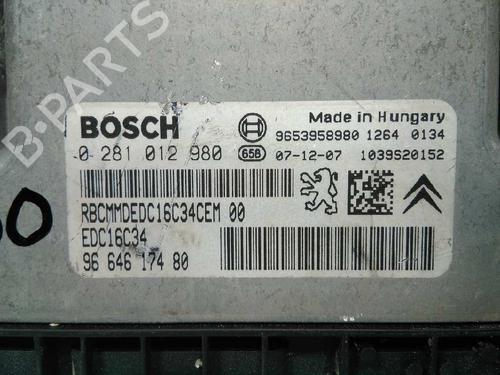 B-PARTS
BOSCH
Made in Hungary
9653958980 1264 0134
0 281 012 980 656 07-12-07 1039S20152
RBCMMDEDC16C34CEM 00
EDC16C34
96 646 174 80